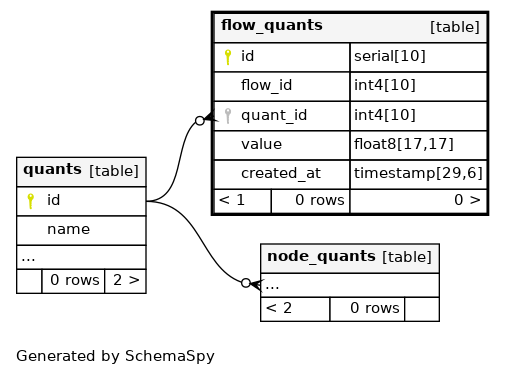 flow_quants [table]
id serial[10]
flow_id int4[10]
quant_id int4[10]
value float8[17,17]
created_at timestamp[29,6]
< 1 0 rows 0 >
quants [table]
id
name
...
0 rows 2 >
node_quants [table]
...
< 2 0 rows
Generated by SchemaSpy